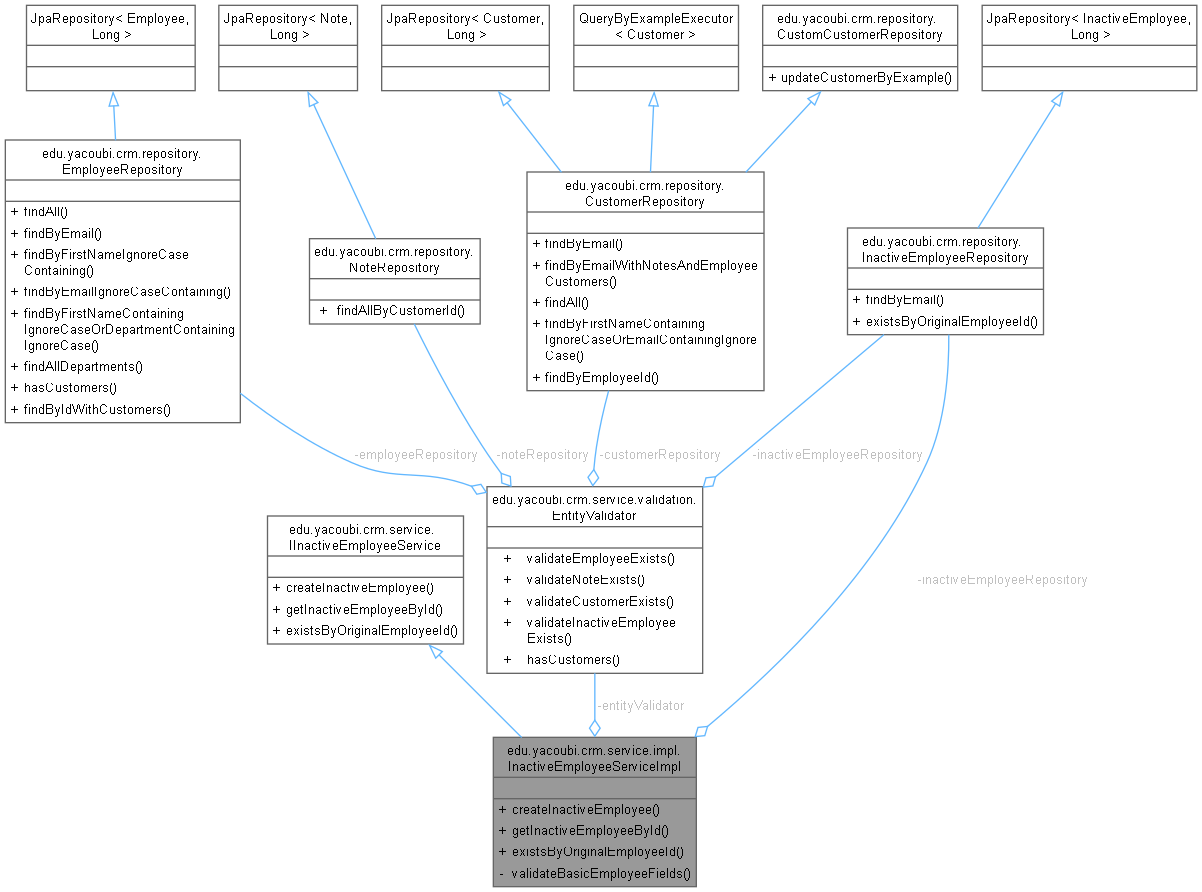 JpaRepository< Employee,
Long >
JpaRepository< Note,
Long >
JpaRepository< Customer,
Long >
QueryByExampleExecutor
< Customer >
edu.yacoubi.crm.repository.
CustomCustomerRepository
+ updateCustomerByExample()
JpaRepository< InactiveEmployee,
Long >
edu.yacoubi.crm.repository.
EmployeeRepository
+ findAll()
+ findByEmail()
+ findByFirstNameIgnoreCase
Containing()
+ findByEmailIgnoreCaseContaining()
+ findByFirstNameContaining
IgnoreCaseOrDepartmentContaining
IgnoreCase()
+ findAllDepartments()
+ hasCustomers()
+ findByIdWithCustomers()
edu.yacoubi.crm.repository.
NoteRepository
+ findAllByCustomerId()
edu.yacoubi.crm.repository.
CustomerRepository
+ findByEmail()
+ findByEmailWithNotesAndEmployee
Customers()
+ findAll()
+ findByFirstNameContaining
IgnoreCaseOrEmailContainingIgnore
Case()
+ findByEmployeeId()
edu.yacoubi.crm.repository.
InactiveEmployeeRepository
+ findByEmail()
+ existsByOriginalEmployeeId()
-employeeRepository
-noteRepository
-customerRepository
-inactiveEmployeeRepository
edu.yacoubi.crm.service.
IInactiveEmployeeService
+ createInactiveEmployee()
+ getInactiveEmployeeById()
+ existsByOriginalEmployeeId()
edu.yacoubi.crm.service.validation.
EntityValidator
+ validateEmployeeExists()
+ validateNoteExists()
+ validateCustomerExists()
+ validateInactiveEmployee
Exists()
+ hasCustomers()
-inactiveEmployeeRepository
-entityValidator
edu.yacoubi.crm.service.impl.
InactiveEmployeeServiceImpl
+ createInactiveEmployee()
+ getInactiveEmployeeById()
+ existsByOriginalEmployeeId()
- validateBasicEmployeeFields()